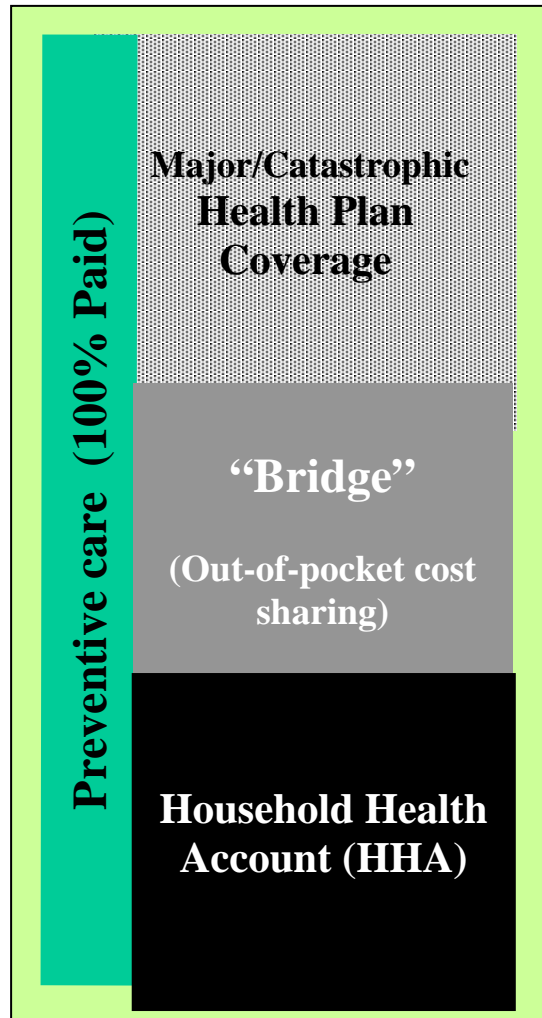 Preventive care (100% Paid)
Major/Catastrophic
Health Plan
Coverage
“Bridge”
(Out-of-pocket cost
sharing)
Household Health
Account (HHA)